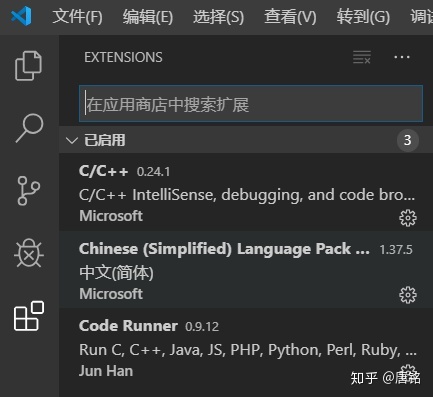 文件(F) 编辑(E) 选择(S) 查看(V) 转到(G) 调试
EXTENSIONS
在应用商店中搜索扩展
已启用 3
C/C++ 0.24.1
C/C++ IntelliSense, debugging, and code bro...
Microsoft
Chinese (Simplified) Language Pack ... 1.37.5
中文(简体)
Microsoft
Code Runner 0.9.12
Run C, C++, Java, JS, PHP, Python, Perl, Ruby, ...
Jun Han
知乎 @唐铭